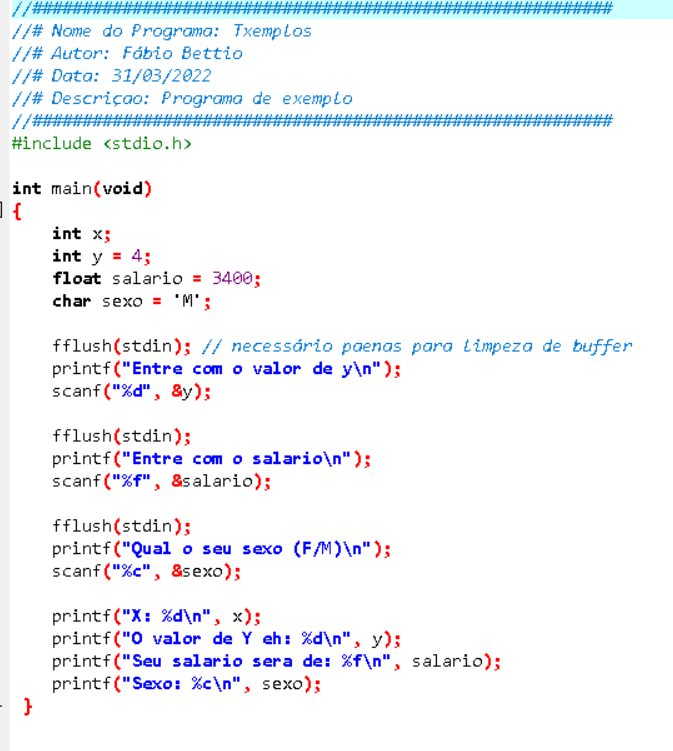 //##########################################################
//# Nome do Programa: Txemplos
//# Autor: Fábio Bettio
//# Data: 31/03/2022
//# Descriçao: Programa de exemplo
//##########################################################
#include <stdio.h>
int main(void)
{
int x;
int y = 4;
float salario = 3400;
char sexo = 'M';
fflush(stdin); // necessário paenas para limpeza de buffer
printf("Entre com o valor de y\n");
scanf("%d", &y);
fflush(stdin);
printf("Entre com o salario\n");
scanf("%f", &salario);
fflush(stdin);
printf("Qual o seu sexo (F/M)\n");
scanf("%c", &sexo);
printf("X: %d\n", x);
printf("O valor de Y eh: %d\n", y);
printf("Seu salario sera de: %f\n", salario);
printf("Sexo: %c\n", sexo);
}